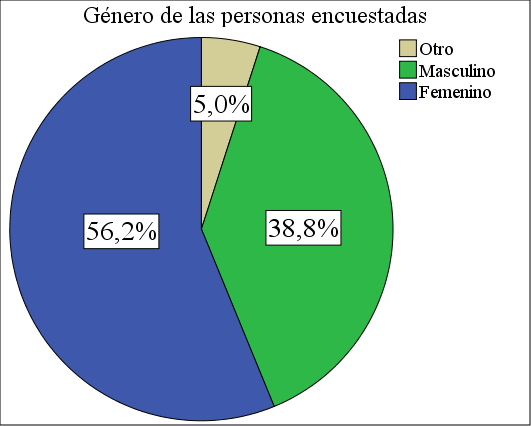 Género de las personas encuestadas
Otro
Masculino
Femenino
5,0%
38,8%
56,2%